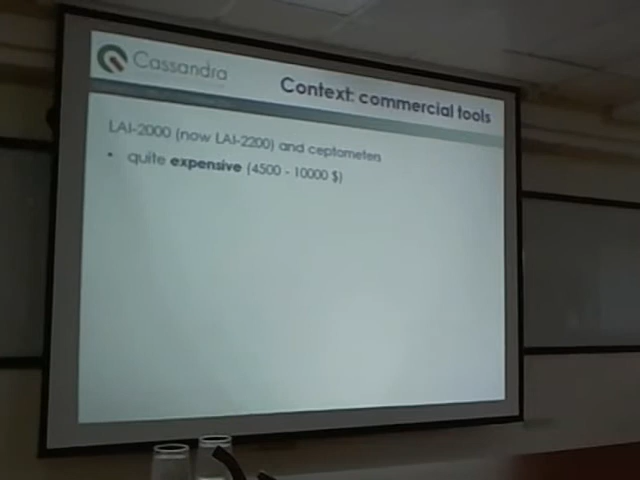 Cassandra
Context: commercial tools
LAI-2000 (now LAI-2200) and ceptometers
• quite expensive (4500 - 10000 $)